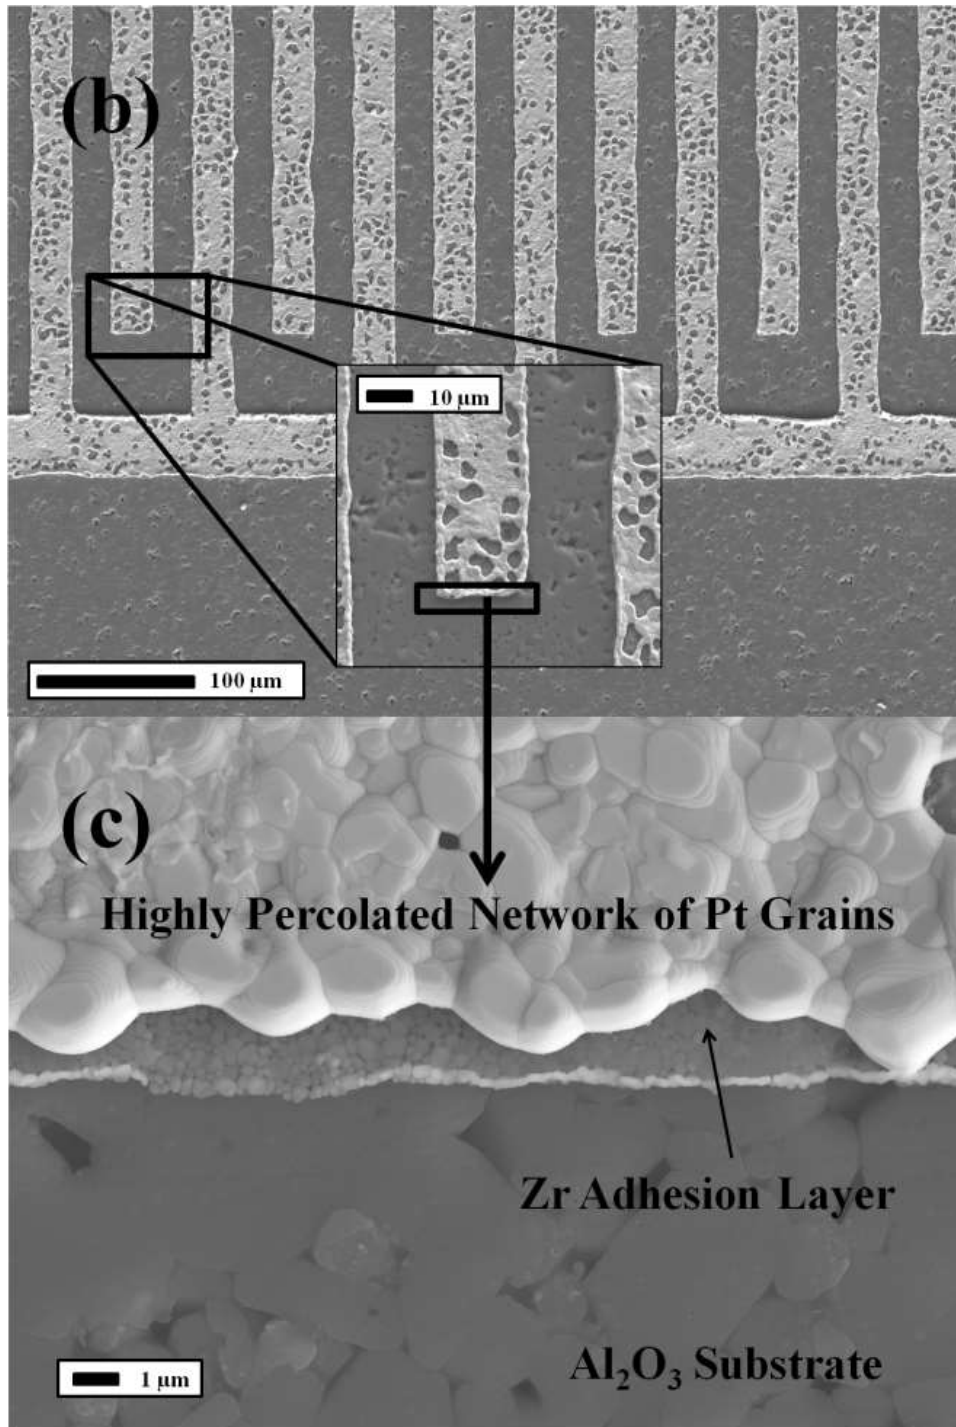 (b)
10 μm
100 μm
(c)
Highly Percolated Network of Pt Grains
Zr Adhesion Layer
Al₂O₃ Substrate
1 μm